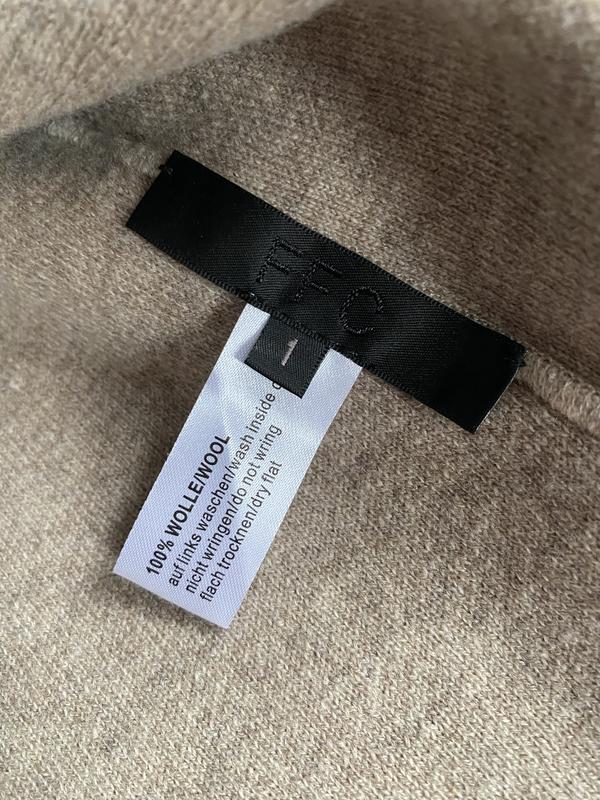 FFC
1
100% WOLLE/WOOL
auf links waschen/wash inside
nicht wringen/do not wring
flach trocknen/dry flat